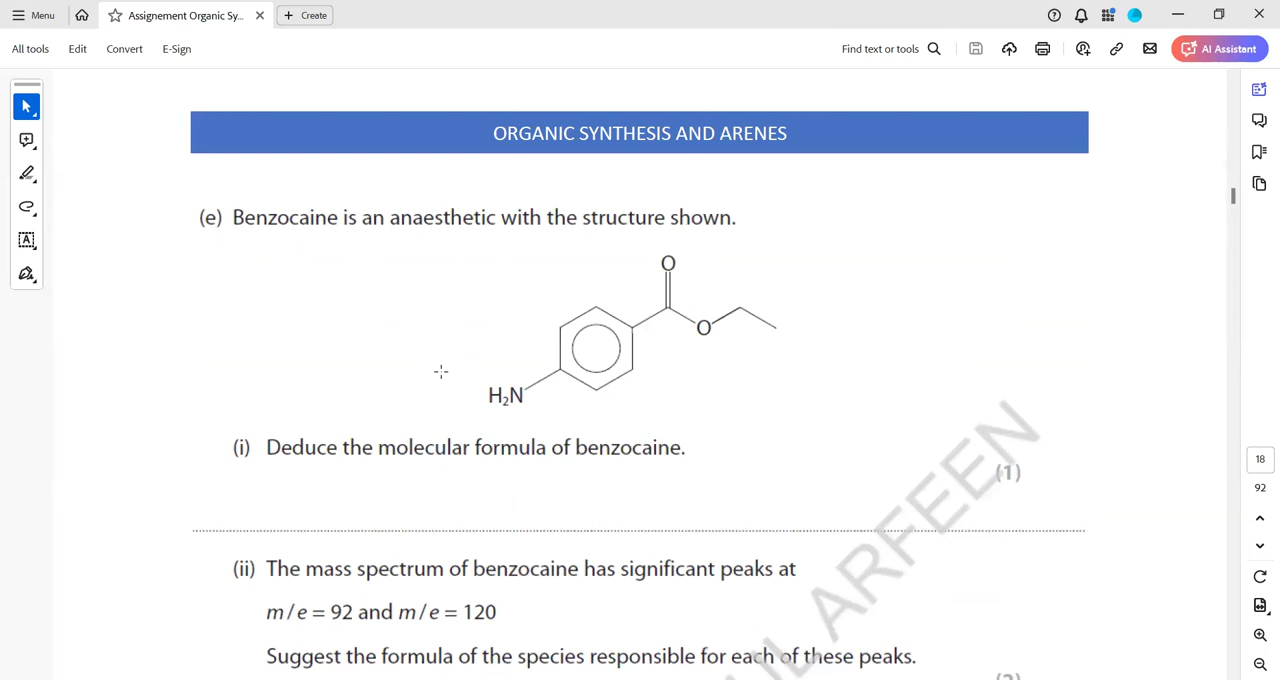 Menu
Assignement Organic Sy...
Create
All tools
Edit
Convert
E-Sign
Find text or tools
AI Assistant
ORGANIC SYNTHESIS AND ARENES
(e) Benzocaine is an anaesthetic with the structure shown.
O
O
H₂N
(i) Deduce the molecular formula of benzocaine.
(1)
(ii) The mass spectrum of benzocaine has significant peaks at
m/e = 92 and m/e = 120
Suggest the formula of the species responsible for each of these peaks.
18
92